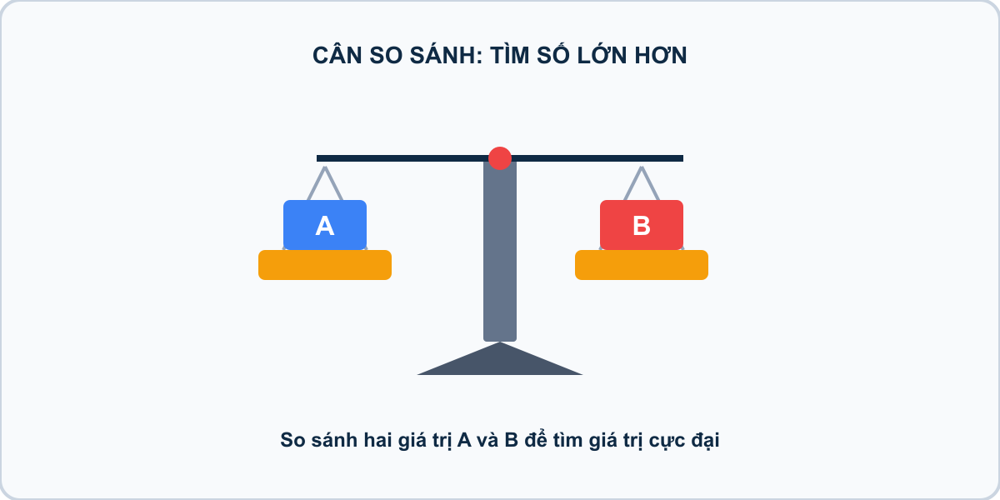 CÂN SO SÁNH: TÌM SỐ LỚN HƠN
A
B
So sánh hai giá trị A và B để tìm giá trị cực đại